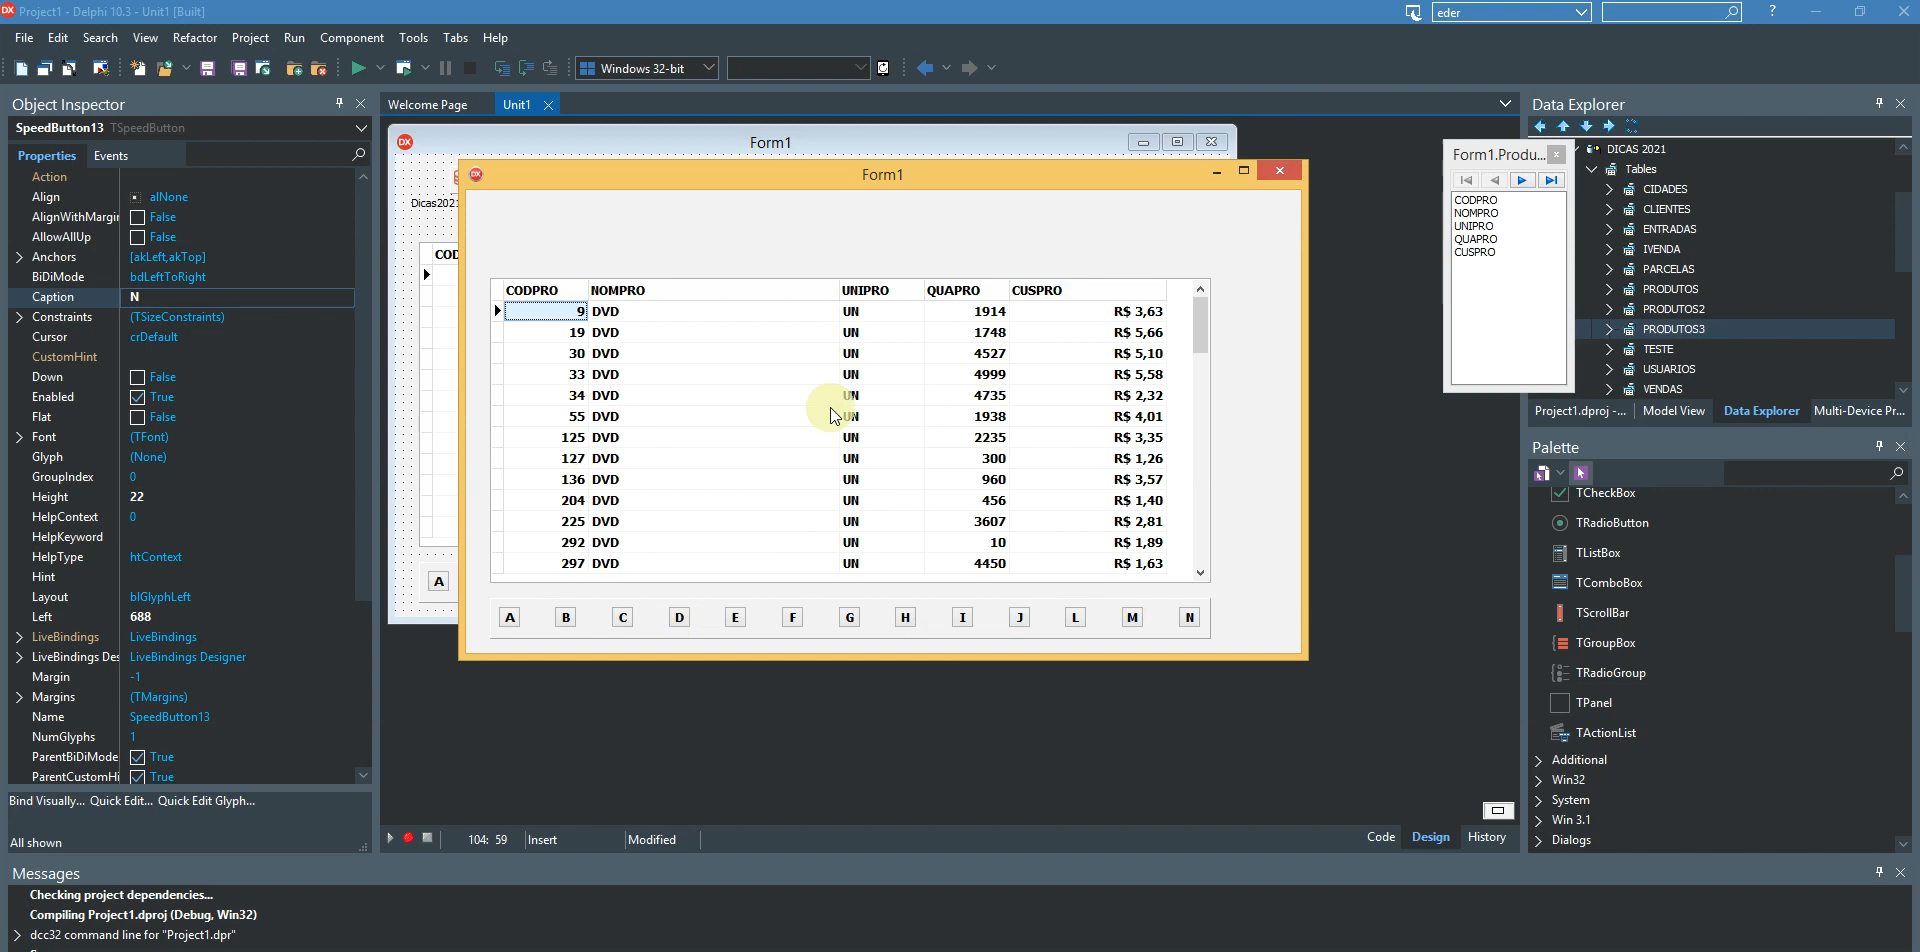 Project1 - Delphi 10.3 - Unit1 [Built]
eder
?
File Edit Search View Refactor Project Run Component Tools Tabs Help
Windows 32-bit
Object Inspector
SpeedButton13 TSpeedButton
Properties Events
Action
Align alNone
AlignWithMargin False
AllowAllUp False
Anchors [akLeft,akTop]
BiDiMode bdLeftToRight
Caption N
Constraints (TSizeConstraints)
Cursor crDefault
CustomHint
Down False
Enabled True
Flat False
Font (TFont)
Glyph (None)
GroupIndex 0
Height 22
HelpContext 0
HelpKeyword
HelpType htContext
Hint
Layout blGlyphLeft
Left 688
LiveBindings LiveBindings
LiveBindings Des LiveBindings Designer
Margin -1
Margins (TMargins)
Name SpeedButton13
NumGlyphs 1
ParentBiDiMode True
ParentCustomHi True
Bind Visually... Quick Edit... Quick Edit Glyph...
All shown
Welcome Page Unit1
Form1
Dicas2021
COD
A
Form1
CODPRO NOMPRO UNIPRO QUAPRO CUSPRO
9 DVD UN 1914 R$ 3,63
19 DVD UN 1748 R$ 5,66
30 DVD UN 4527 R$ 5,10
33 DVD UN 4999 R$ 5,58
34 DVD UN 4735 R$ 2,32
55 DVD UN 1938 R$ 4,01
125 DVD UN 2235 R$ 3,35
127 DVD UN 300 R$ 1,26
136 DVD UN 960 R$ 3,57
204 DVD UN 456 R$ 1,40
225 DVD UN 3607 R$ 2,81
292 DVD UN 10 R$ 1,89
297 DVD UN 4450 R$ 1,63
A B C D E F G H I J L M N
104: 59 Insert Modified
Code Design History
Form1.Produ...
CODPRO
NOMPRO
UNIPRO
QUAPRO
CUSPRO
Data Explorer
DICAS 2021
Tables
CIDADES
CLIENTES
ENTRADAS
IVENDA
PARCELAS
PRODUTOS
PRODUTOS2
PRODUTOS3
TESTE
USUARIOS
VENDAS
Project1.dproj -... Model View Data Explorer Multi-Device Pr...
Palette
TCheckBox
TRadioButton
TListBox
TComboBox
TScrollBar
TGroupBox
TRadioGroup
TPanel
TActionList
Additional
Win32
System
Win 3.1
Dialogs
Messages
Checking project dependencies...
Compiling Project1.dproj (Debug, Win32)
dcc32 command line for "Project1.dpr"